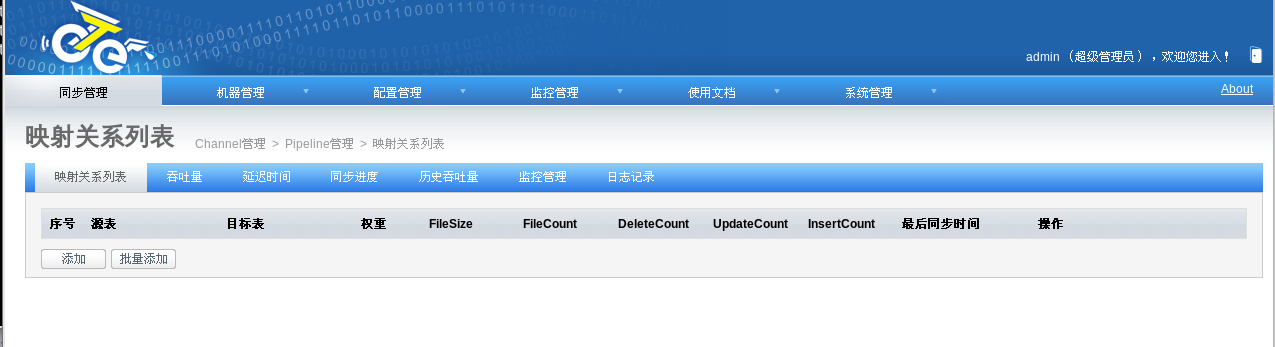 admin （超级管理员），欢迎您进入！
同步管理 机器管理 配置管理 监控管理 使用文档 系统管理 About
映射关系列表 Channel管理 > Pipeline管理 > 映射关系列表
映射关系列表 吞吐量 延迟时间 同步进度 历史吞吐量 监控管理 日志记录
序号 源表 目标表 权重 FileSize FileCount DeleteCount UpdateCount InsertCount 最后同步时间 操作
添加 批量添加